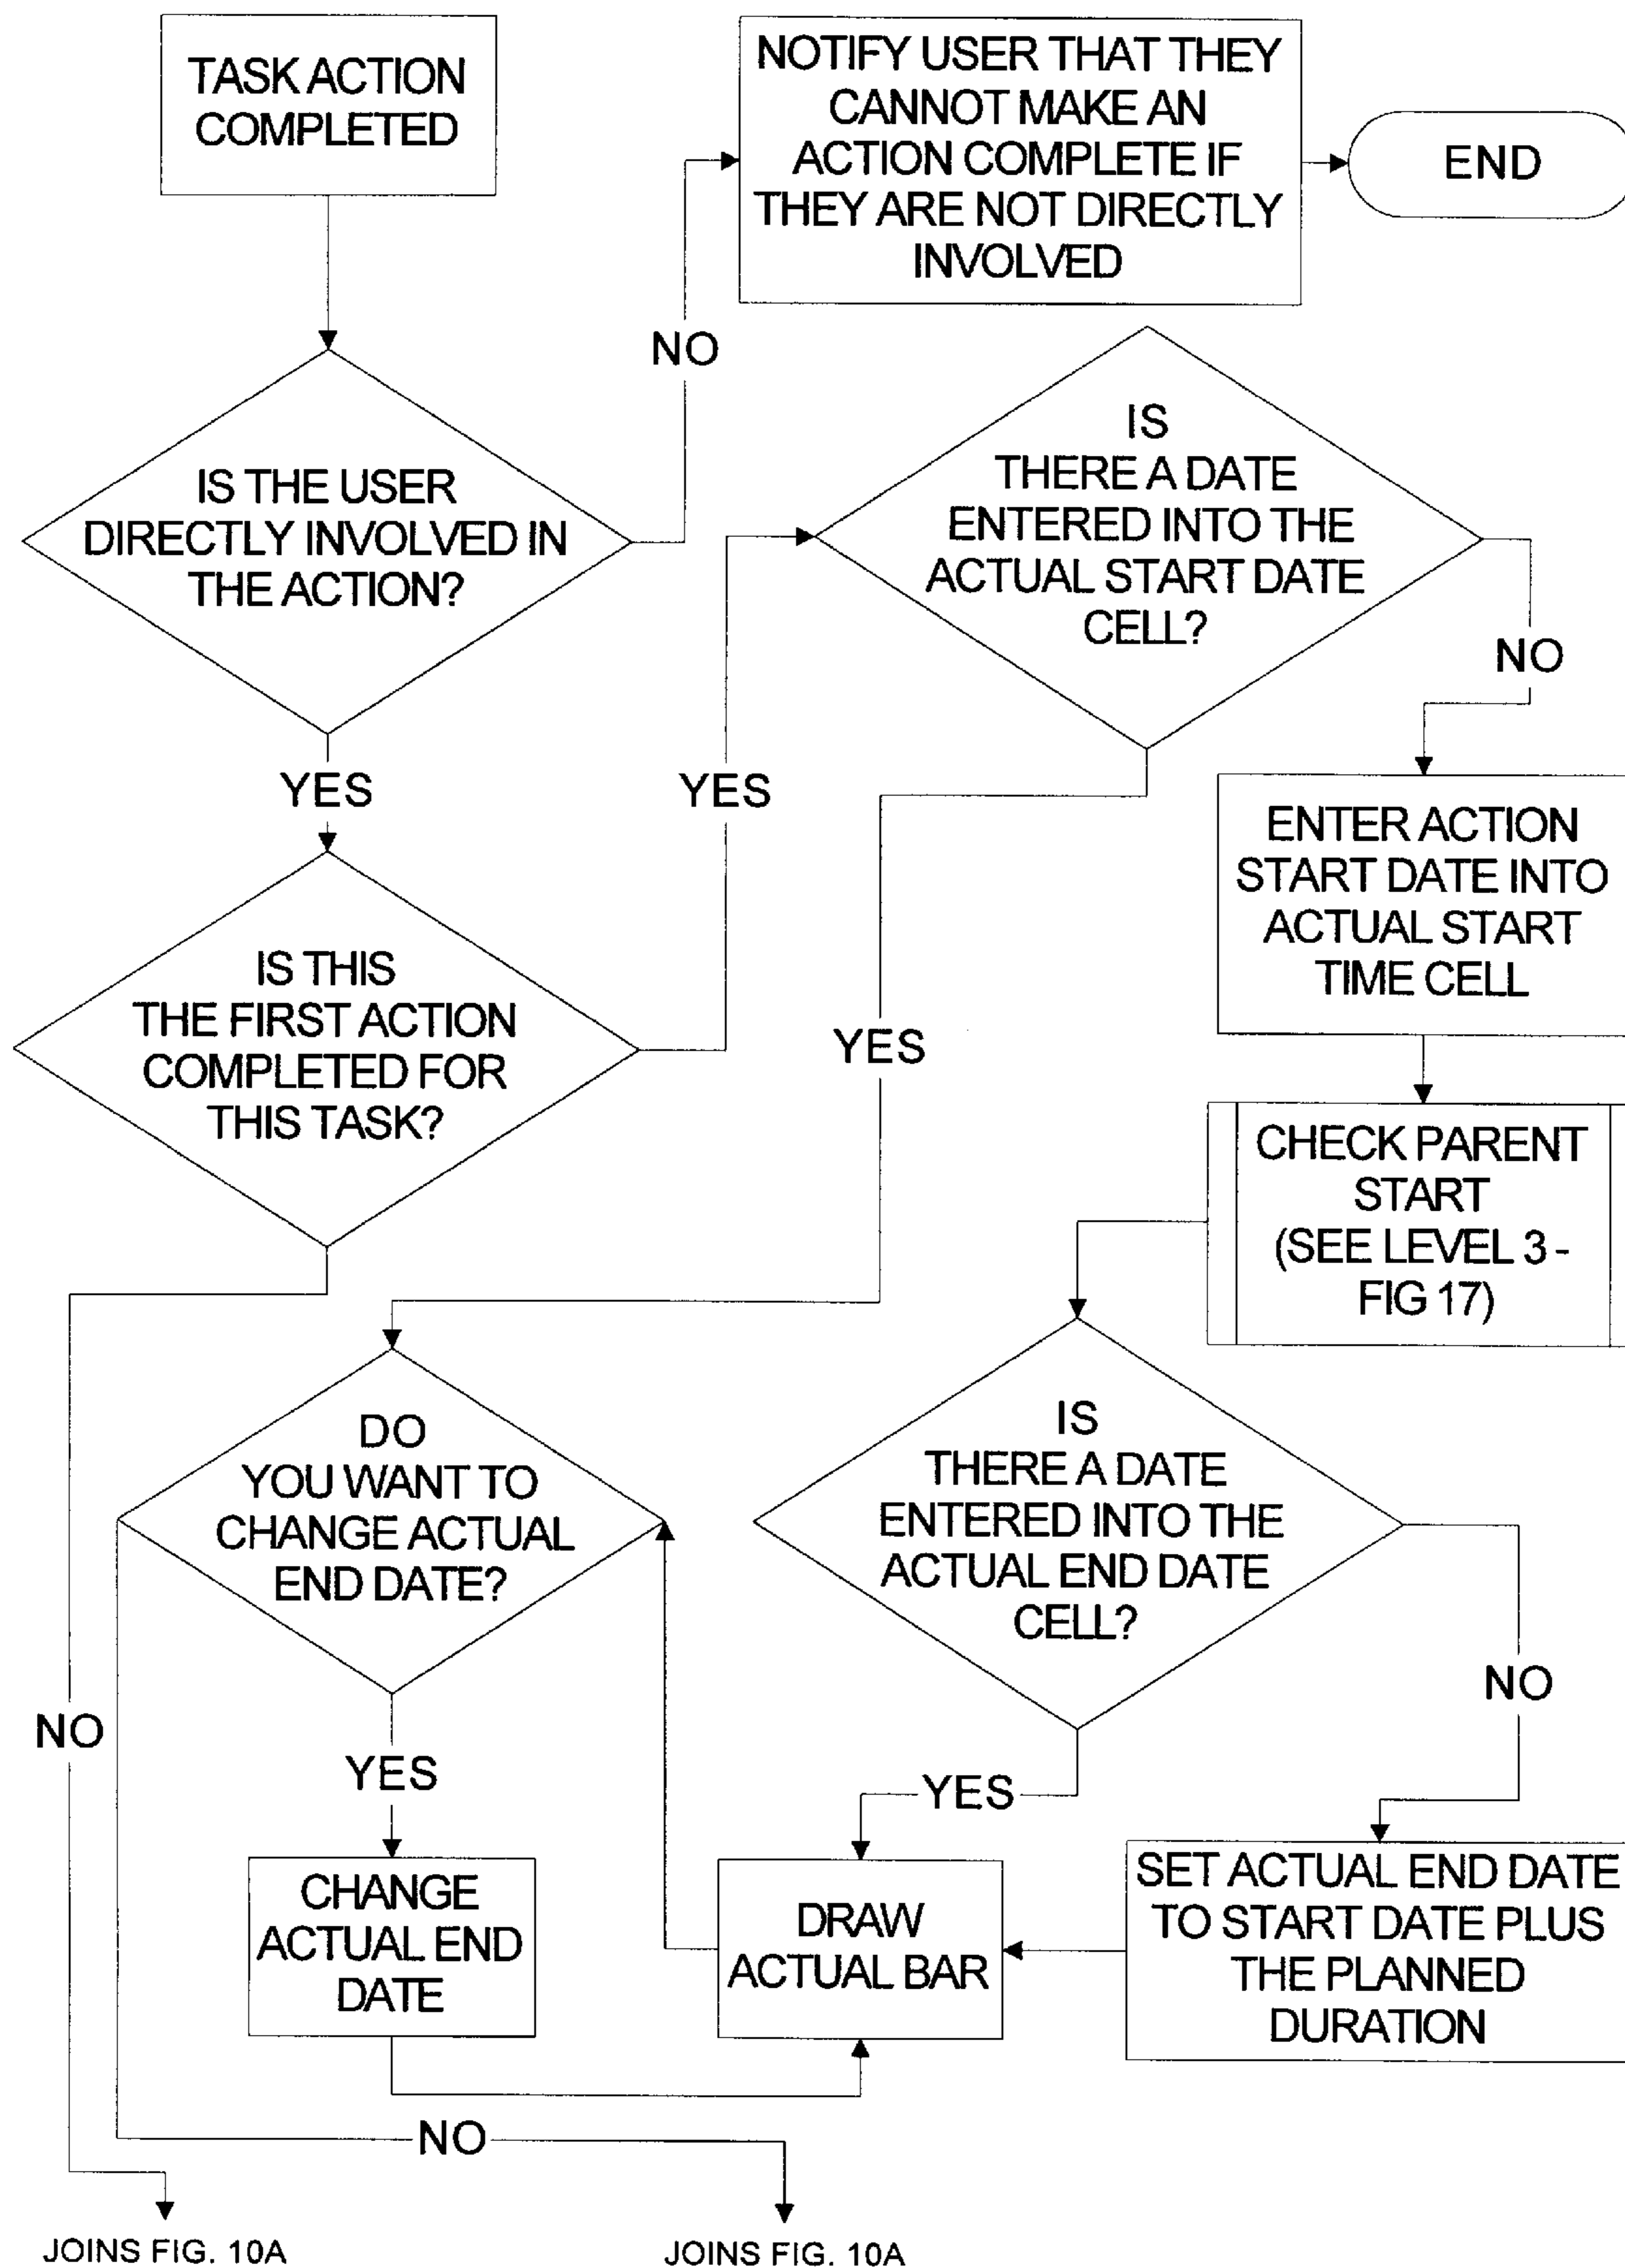 TASK ACTION
COMPLETED
NOTIFY USER THAT THEY
CANNOT MAKE AN
ACTION COMPLETE IF
THEY ARE NOT DIRECTLY
INVOLVED
END
NO
IS THE USER
DIRECTLY INVOLVED IN
THE ACTION?
IS
THERE A DATE
ENTERED INTO THE
ACTUAL START DATE
CELL?
NO
YES
YES
ENTER ACTION
START DATE INTO
ACTUAL START
TIME CELL
IS THIS
THE FIRST ACTION
COMPLETED FOR
THIS TASK?
YES
CHECK PARENT
START
(SEE LEVEL 3 -
FIG 17)
DO
YOU WANT TO
CHANGE ACTUAL
END DATE?
IS
THERE A DATE
ENTERED INTO THE
ACTUAL END DATE
CELL?
NO
NO
YES
YES
CHANGE
ACTUAL END
DATE
DRAW
ACTUAL BAR
SET ACTUAL END DATE
TO START DATE PLUS
THE PLANNED
DURATION
NO
JOINS FIG. 10A
JOINS FIG. 10A